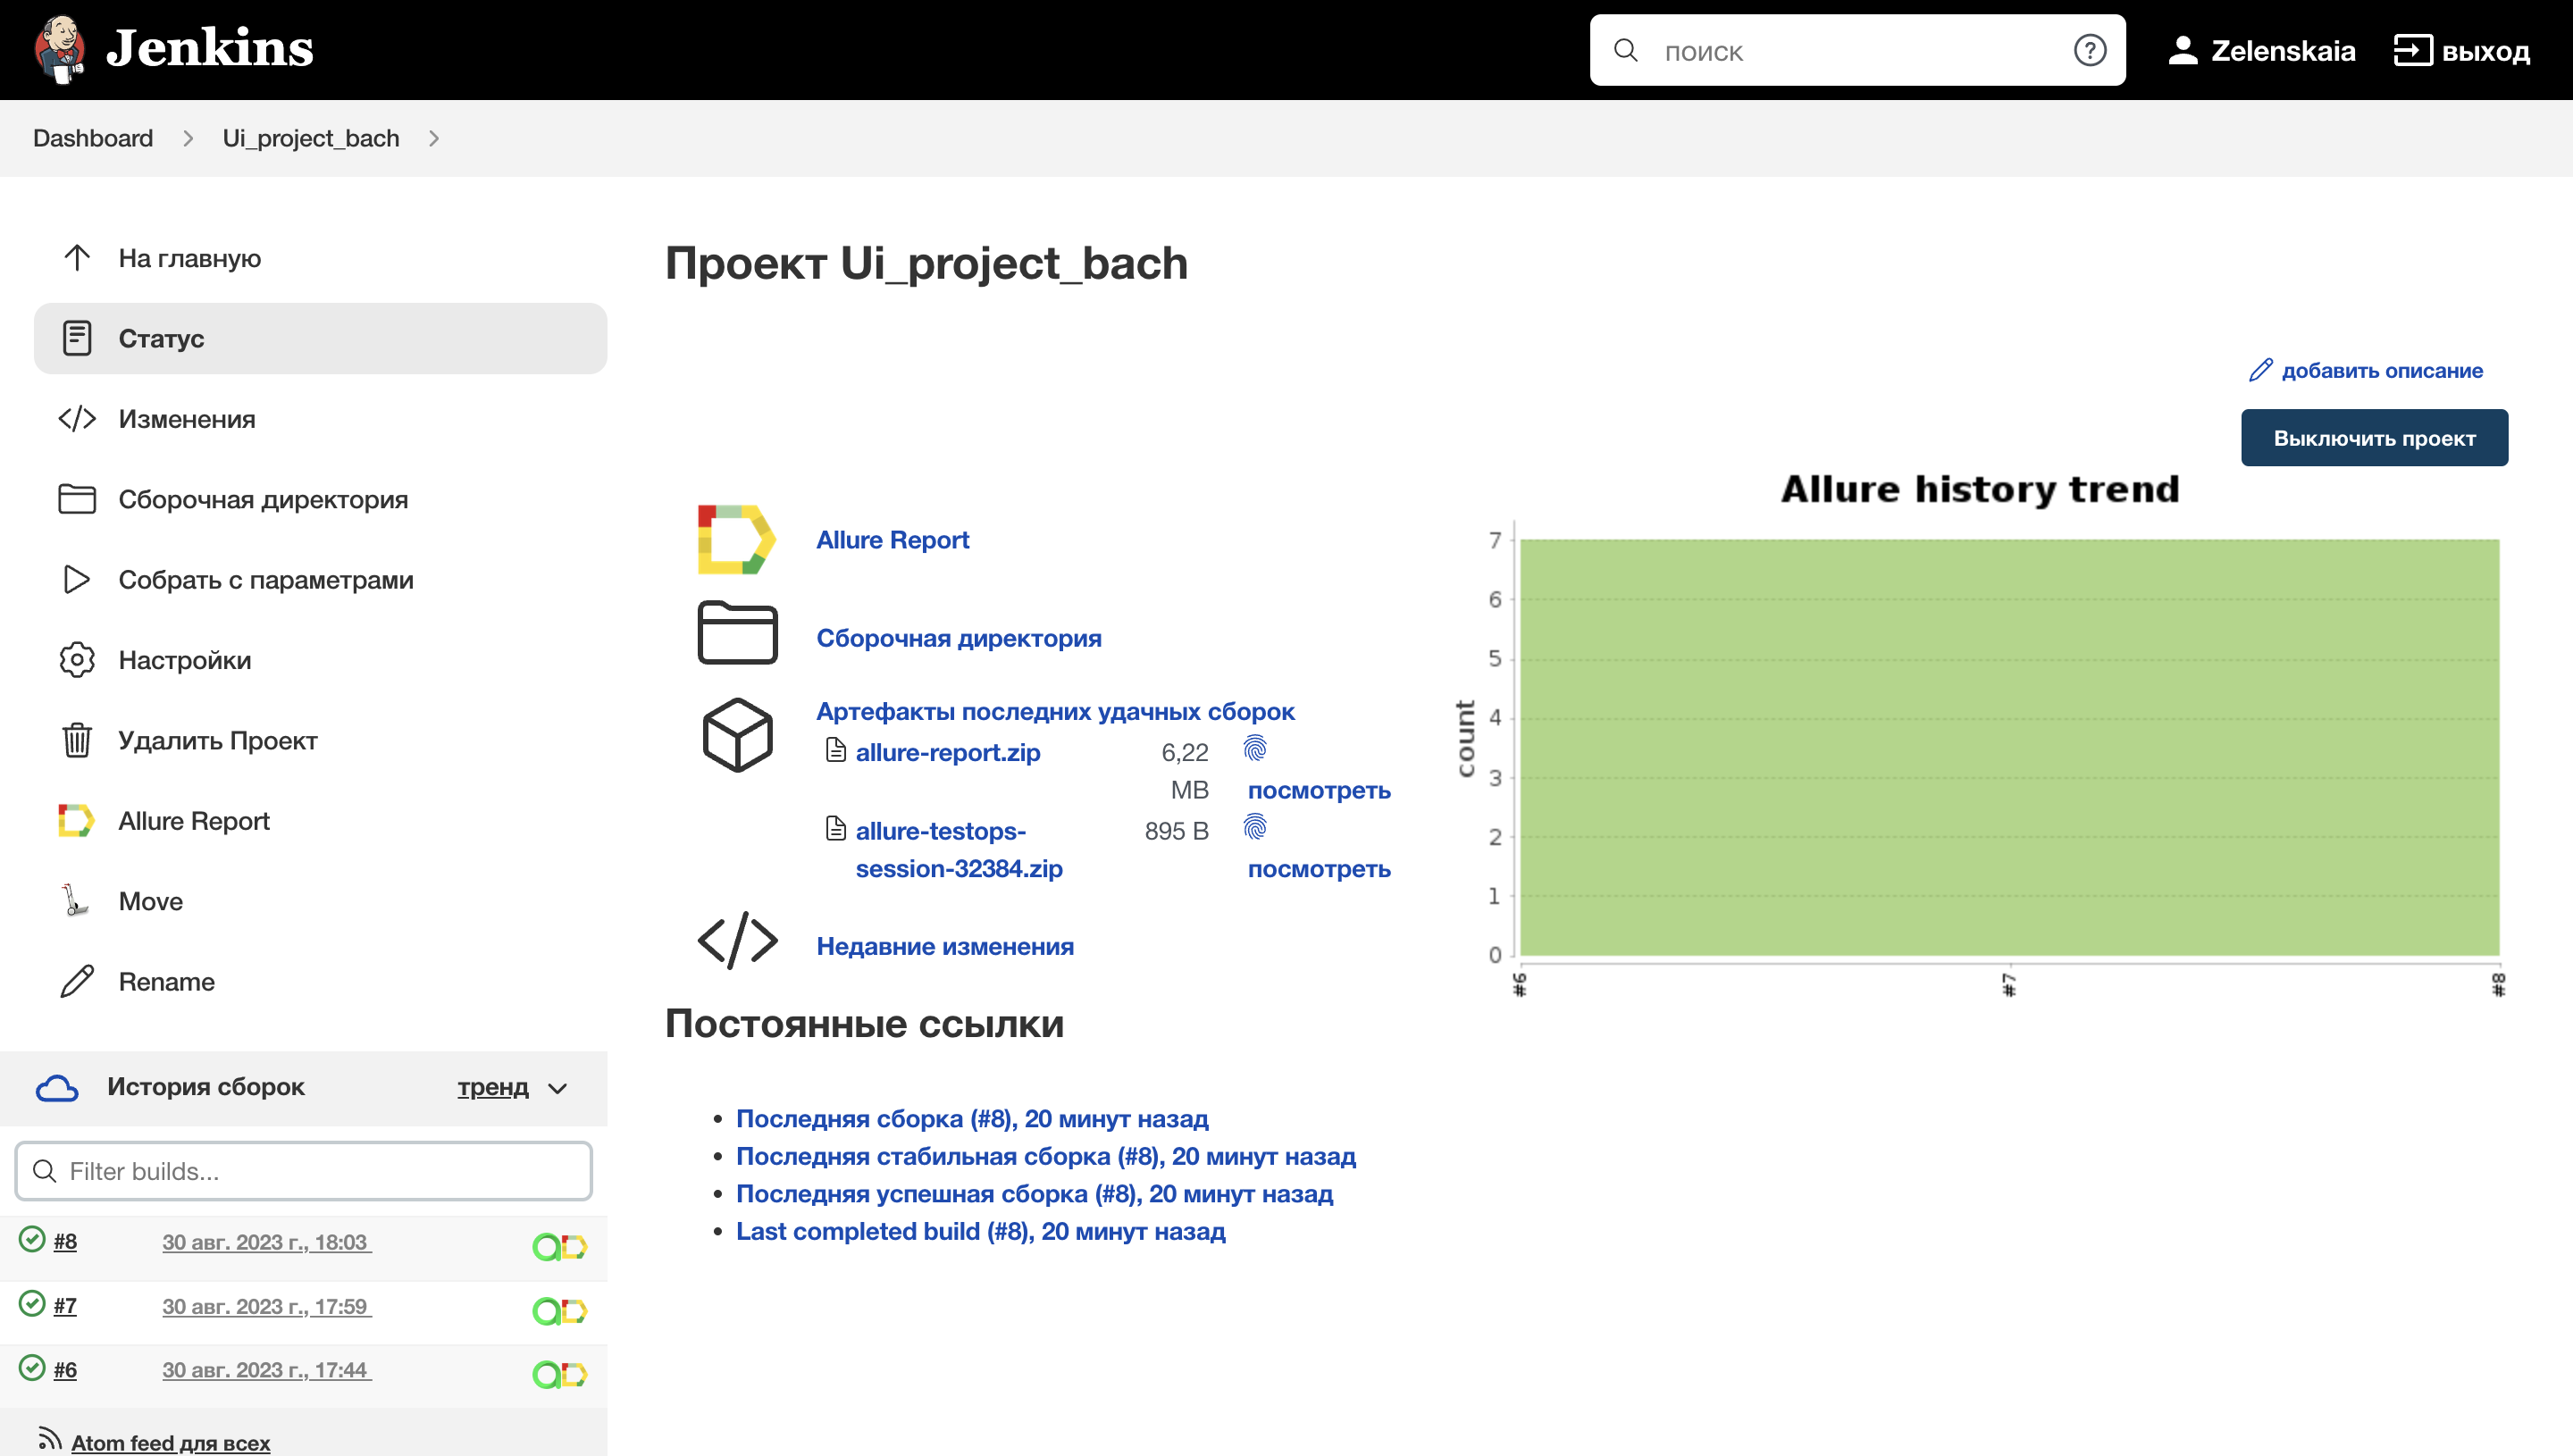 Jenkins
поиск
Zelenskaia
выход
Dashboard
Ui_project_bach
На главную
Статус
Изменения
Сборочная директория
Собрать с параметрами
Настройки
Удалить Проект
Allure Report
Move
Rename
История сборок
тренд
Filter builds...
#8 30 авг. 2023 г., 18:03
#7 30 авг. 2023 г., 17:59
#6 30 авг. 2023 г., 17:44
Atom feed для всех
Проект Ui_project_bach
добавить описание
Выключить проект
Allure Report
Сборочная директория
Артефакты последних удачных сборок
allure-report.zip 6,22
MB посмотреть
allure-testops- 895 B
session-32384.zip посмотреть
Недавние изменения
Allure history trend
count
7
6
5
4
3
2
1
0
#6 #7 #8
Постоянные ссылки
Последняя сборка (#8), 20 минут назад
Последняя стабильная сборка (#8), 20 минут назад
Последняя успешная сборка (#8), 20 минут назад
Last completed build (#8), 20 минут назад